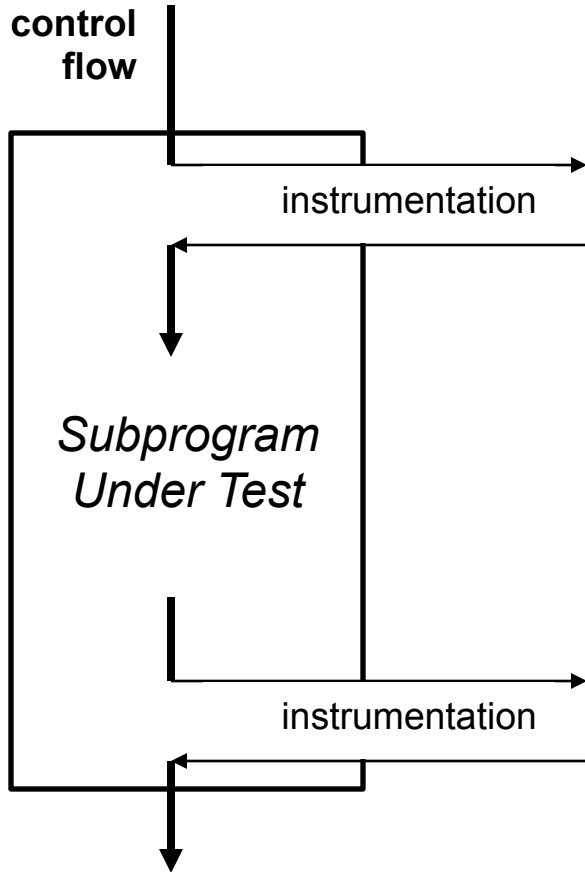 control
flow
instrumentation
Subprogram
Under Test
instrumentation